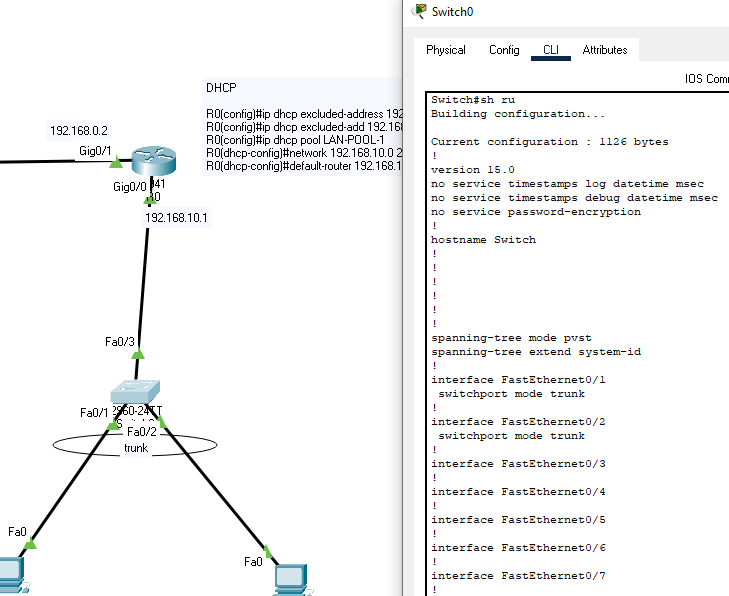 Switch0
Physical Config CLI Attributes
IOS Com
DHCP
R0(config)#ip dhcp excluded-address 192
R0(config)#ip dhcp excluded-add 192.168
R0(config)#ip dhcp pool LAN-POOL-1
R0(dhcp-config)#network 192.168.10.0 2
R0(dhcp-config)#default-router 192.168.1
192.168.0.2
Gig0/1
Gig0/0
192.168.10.1
Fa0/3
Fa0/1
2960-24TT
Fa0/2
trunk
Fa0
Fa0
Switch#sh ru
Building configuration...
Current configuration : 1126 bytes
!
version 15.0
no service timestamps log datetime msec
no service timestamps debug datetime msec
no service password-encryption
!
hostname Switch
!
!
!
!
!
!
spanning-tree mode pvst
spanning-tree extend system-id
!
interface FastEthernet0/1
switchport mode trunk
!
interface FastEthernet0/2
switchport mode trunk
!
interface FastEthernet0/3
!
interface FastEthernet0/4
!
interface FastEthernet0/5
!
interface FastEthernet0/6
!
interface FastEthernet0/7
!